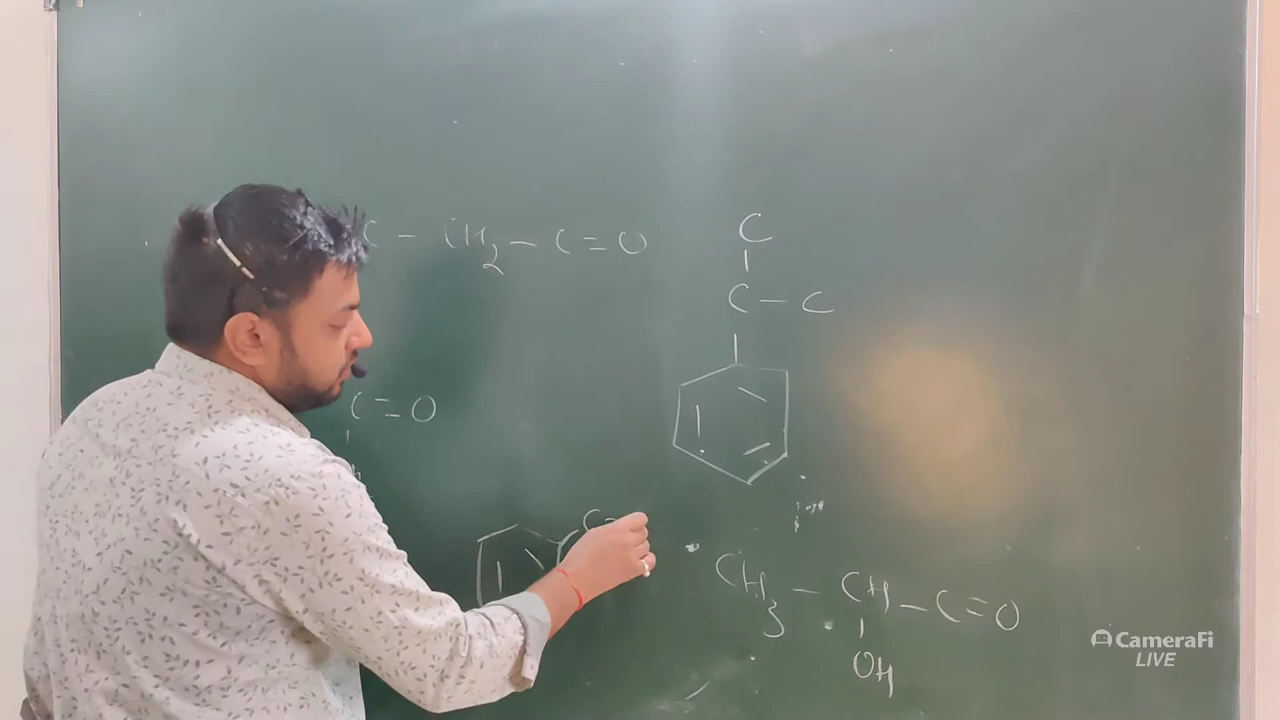 C - CH2 - C = O
C
C - C
C = O
C
CH3 - CH - C = O
OH
CameraFi
LIVE